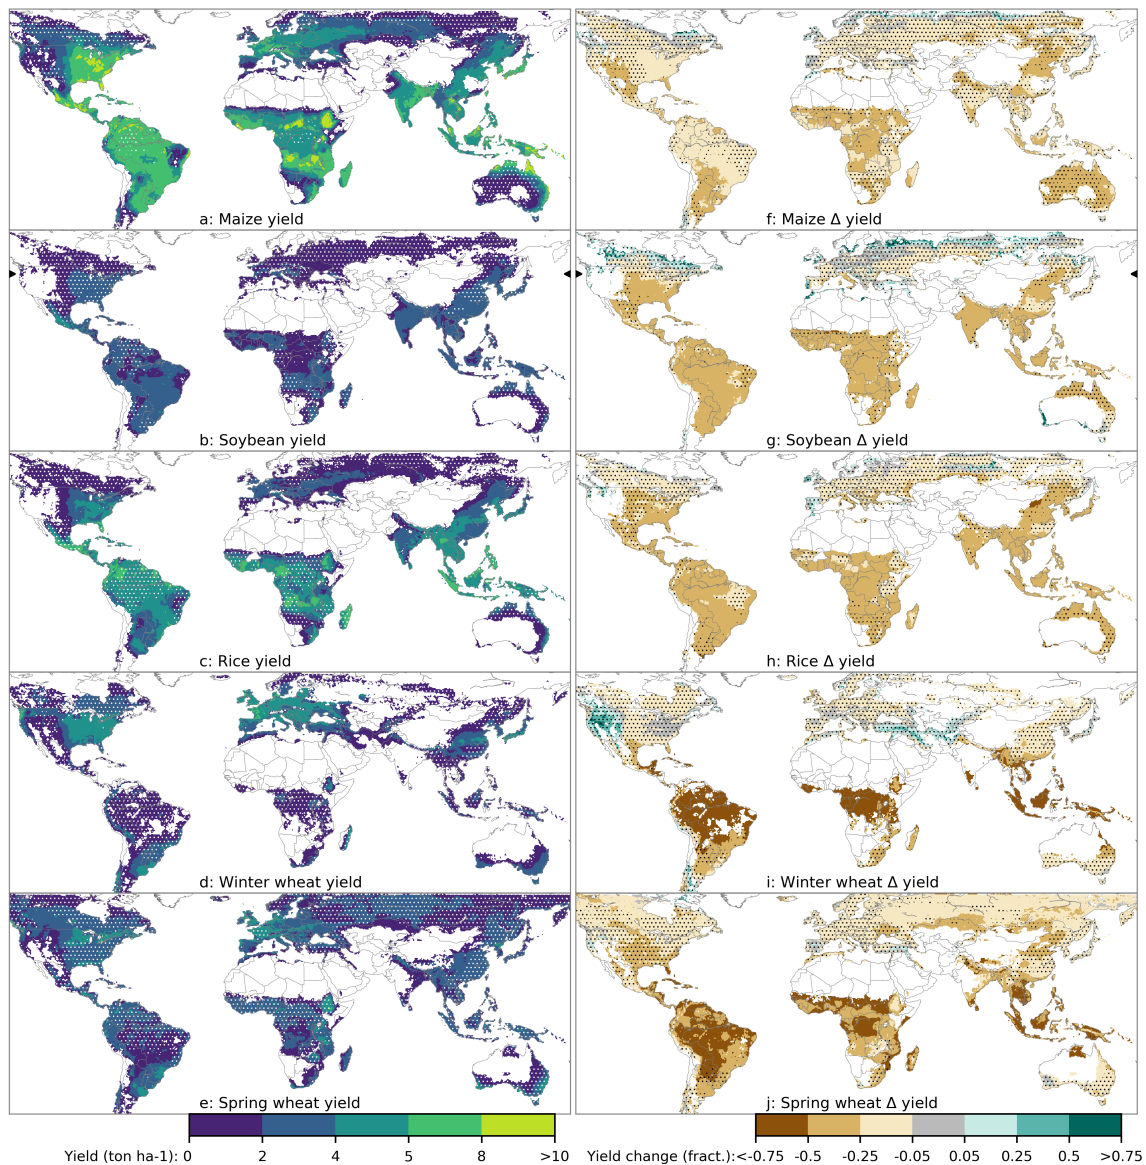 a: Maize yield
f: Maize Δ yield
b: Soybean yield
g: Soybean Δ yield
c: Rice yield
h: Rice Δ yield
d: Winter wheat yield
i: Winter wheat Δ yield
e: Spring wheat yield
j: Spring wheat Δ yield
Yield (ton ha-1): 0 2 4 5 8 >10
Yield change (fract.):<-0.75 -0.5 -0.25 -0.05 0.05 0.25 0.5 >0.75